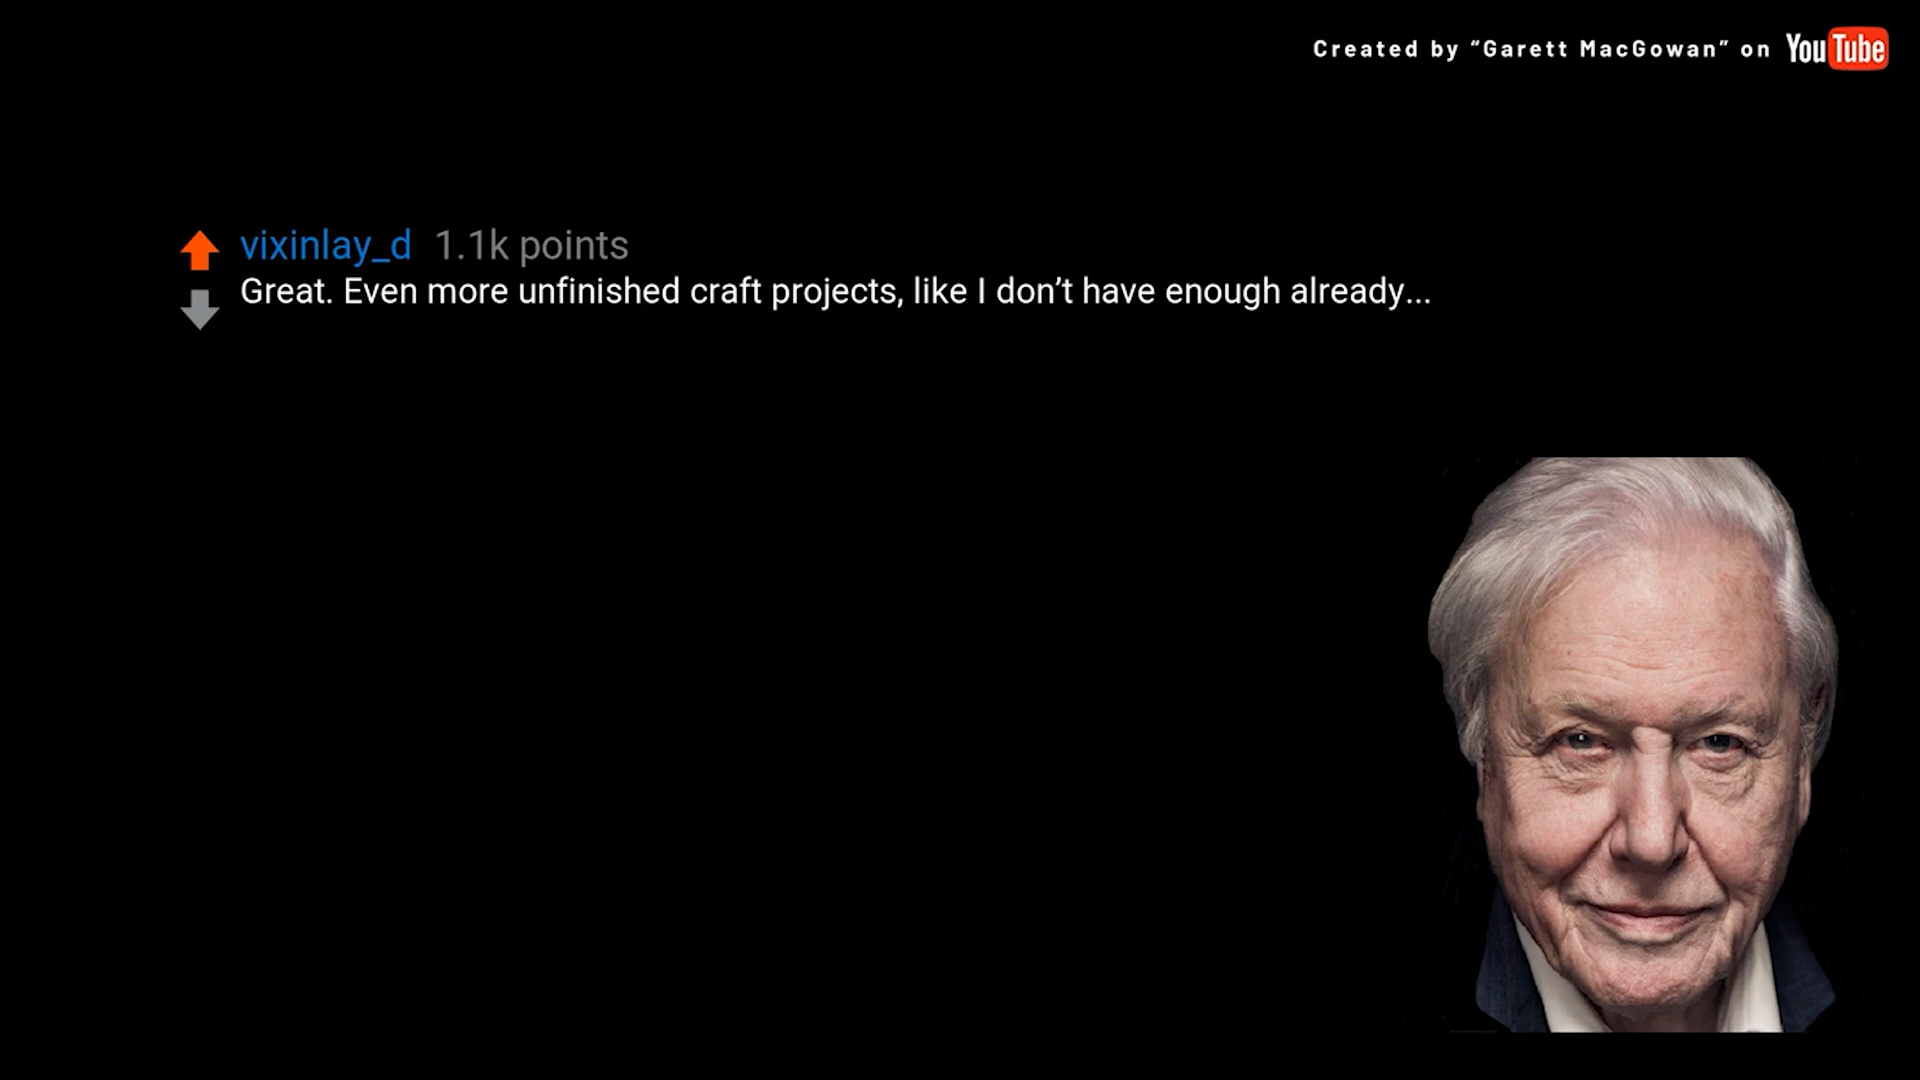 Created by “Garett MacGowan” on YouTube
vixinlay_d 1.1k points
Great. Even more unfinished craft projects, like I don’t have enough already...